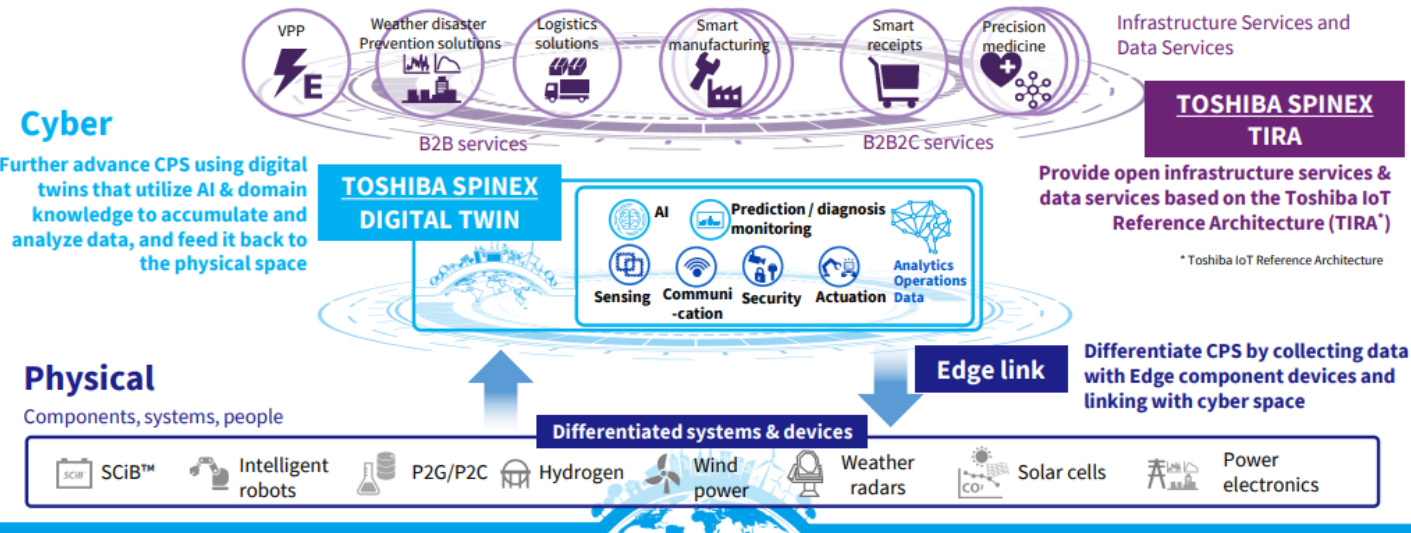 VPP
Weather disaster
Prevention solutions
Logistics
solutions
Smart
manufacturing
Smart
receipts
Precision
medicine
E
Infrastructure Services and
Data Services
B2B services
B2B2C services
TOSHIBA SPINEX
TIRA
Provide open infrastructure services &
data services based on the Toshiba IoT
Reference Architecture (TIRA*)
* Toshiba IoT Reference Architecture
Cyber
Further advance CPS using digital
twins that utilize AI & domain
knowledge to accumulate and
analyze data, and feed it back to
the physical space
TOSHIBA SPINEX
DIGITAL TWIN
AI
Prediction / diagnosis
monitoring
Sensing
Communi
-cation
Security
Actuation
Analytics
Operations
Data
Physical
Components, systems, people
Edge link
Differentiate CPS by collecting data
with Edge component devices and
linking with cyber space
Differentiated systems & devices
SCiB
SCiB™
Intelligent
robots
P2G/P2C
Hydrogen
Wind
power
Weather
radars
CO²
Solar cells
Power
electronics